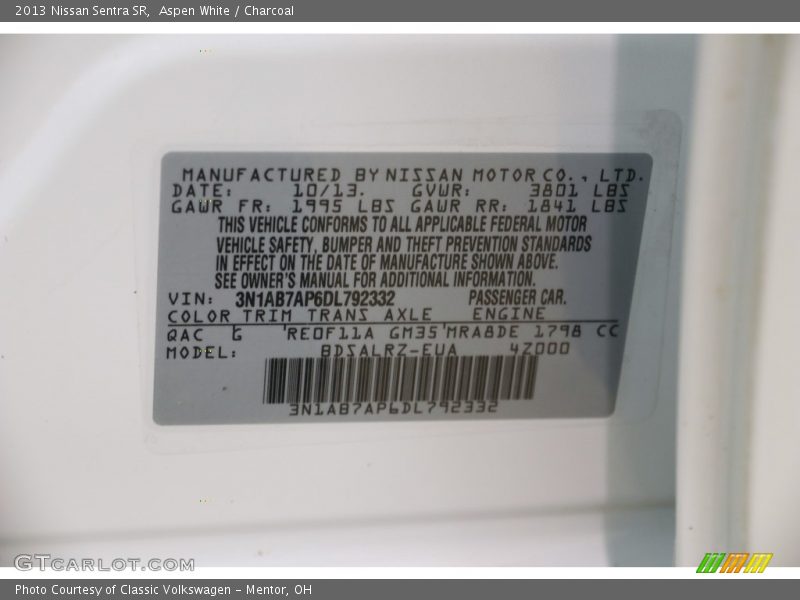 2013 Nissan Sentra SR,  Aspen White / Charcoal
MANUFACTURED BY NISSAN MOTOR CO., LTD.
DATE: 10/13. GVWR: 3801 LBS
GAWR FR: 1995 LBS GAWR RR: 1841 LBS
THIS VEHICLE CONFORMS TO ALL APPLICABLE FEDERAL MOTOR
VEHICLE SAFETY, BUMPER AND THEFT PREVENTION STANDARDS
IN EFFECT ON THE DATE OF MANUFACTURE SHOWN ABOVE.
SEE OWNER'S MANUAL FOR ADDITIONAL INFORMATION.
VIN: 3N1AB7AP6DL792332 PASSENGER CAR.
COLOR TRIM TRANS AXLE ENGINE
QAC G 'RE0F11A GM35'MRA8DE 1798 CC
MODEL: BDSALRZ-EUA 4Z000
3N1AB7AP6DL792332
GTCARLOT.COM
Photo Courtesy of Classic Volkswagen - Mentor, OH